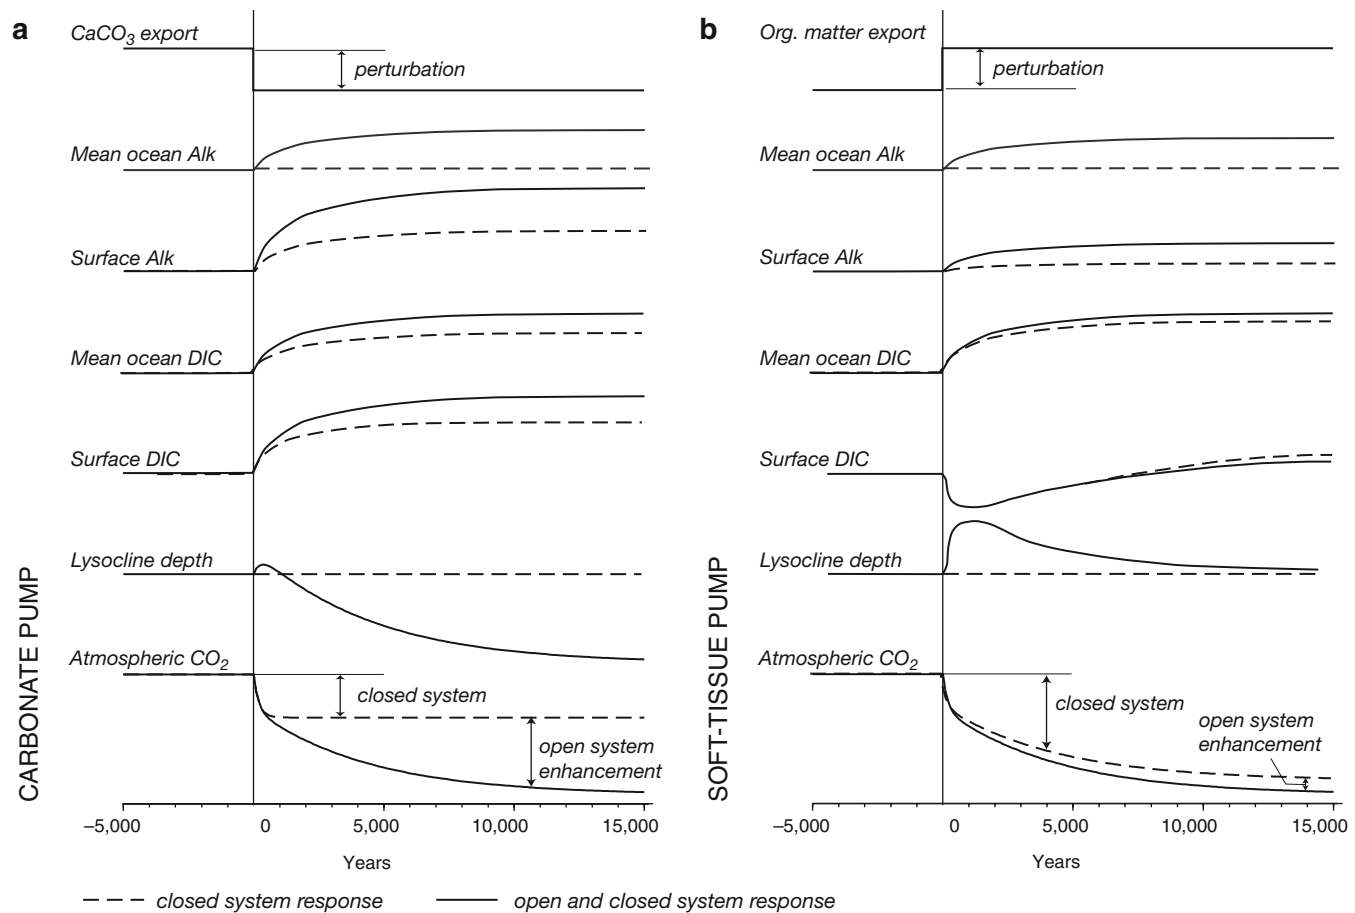 a
CaCO3 export
perturbation
Mean ocean Alk
Surface Alk
Mean ocean DIC
Surface DIC
Lysocline depth
Atmospheric CO2
closed system
open system
enhancement
CARBONATE PUMP
–5,000 0 5,000 10,000 15,000
Years
b
Org. matter export
perturbation
Mean ocean Alk
Surface Alk
Mean ocean DIC
Surface DIC
Lysocline depth
Atmospheric CO2
closed system
open system
enhancement
SOFT-TISSUE PUMP
–5,000 0 5,000 10,000 15,000
Years
closed system response
open and closed system response